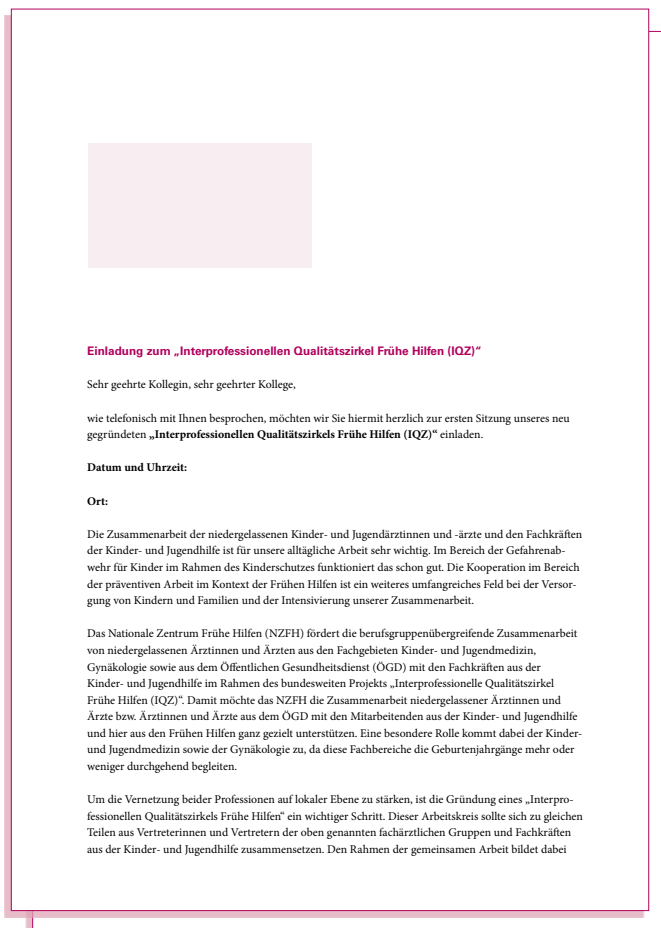 Einladung zum „Interprofessionellen Qualitätszirkel Frühe Hilfen (IQZ)“
Sehr geehrte Kollegin, sehr geehrter Kollege,
wie telefonisch mit Ihnen besprochen, möchten wir Sie hiermit herzlich zur ersten Sitzung unseres neu
gegründeten „Interprofessionellen Qualitätszirkels Frühe Hilfen (IQZ)“ einladen.
Datum und Uhrzeit:
Ort:
Die Zusammenarbeit der niedergelassenen Kinder- und Jugendärztinnen und -ärzte und den Fachkräften
der Kinder- und Jugendhilfe ist für unsere alltägliche Arbeit sehr wichtig. Im Bereich der Gefahrenab-
wehr für Kinder im Rahmen des Kinderschutzes funktioniert das schon gut. Die Kooperation im Bereich
der präventiven Arbeit im Kontext der Frühen Hilfen ist ein weiteres umfangreiches Feld bei der Versor-
gung von Kindern und Familien und der Intensivierung unserer Zusammenarbeit.
Das Nationale Zentrum Frühe Hilfen (NZFH) fördert die berufsgruppenübergreifende Zusammenarbeit
von niedergelassenen Ärztinnen und Ärzten aus den Fachgebieten Kinder- und Jugendmedizin,
Gynäkologie sowie aus dem Öffentlichen Gesundheitsdienst (ÖGD) mit den Fachkräften aus der
Kinder- und Jugendhilfe im Rahmen des bundesweiten Projekts „Interprofessionelle Qualitätszirkel
Frühe Hilfen (IQZ)“. Damit möchte das NZFH die Zusammenarbeit niedergelassener Ärztinnen und
Ärzte bzw. Ärztinnen und Ärzte aus dem ÖGD mit den Mitarbeitenden aus der Kinder- und Jugendhilfe
und hier aus den Frühen Hilfen ganz gezielt unterstützen. Eine besondere Rolle kommt dabei der Kinder-
und Jugendmedizin sowie der Gynäkologie zu, da diese Fachbereiche die Geburtenjahrgänge mehr oder
weniger durchgehend begleiten.
Um die Vernetzung beider Professionen auf lokaler Ebene zu stärken, ist die Gründung eines „Interpro-
fessionellen Qualitätszirkels Frühe Hilfen“ ein wichtiger Schritt. Dieser Arbeitskreis sollte sich zu gleichen
Teilen aus Vertreterinnen und Vertretern der oben genannten fachärztlichen Gruppen und Fachkräften
aus der Kinder- und Jugendhilfe zusammensetzen. Den Rahmen der gemeinsamen Arbeit bildet dabei